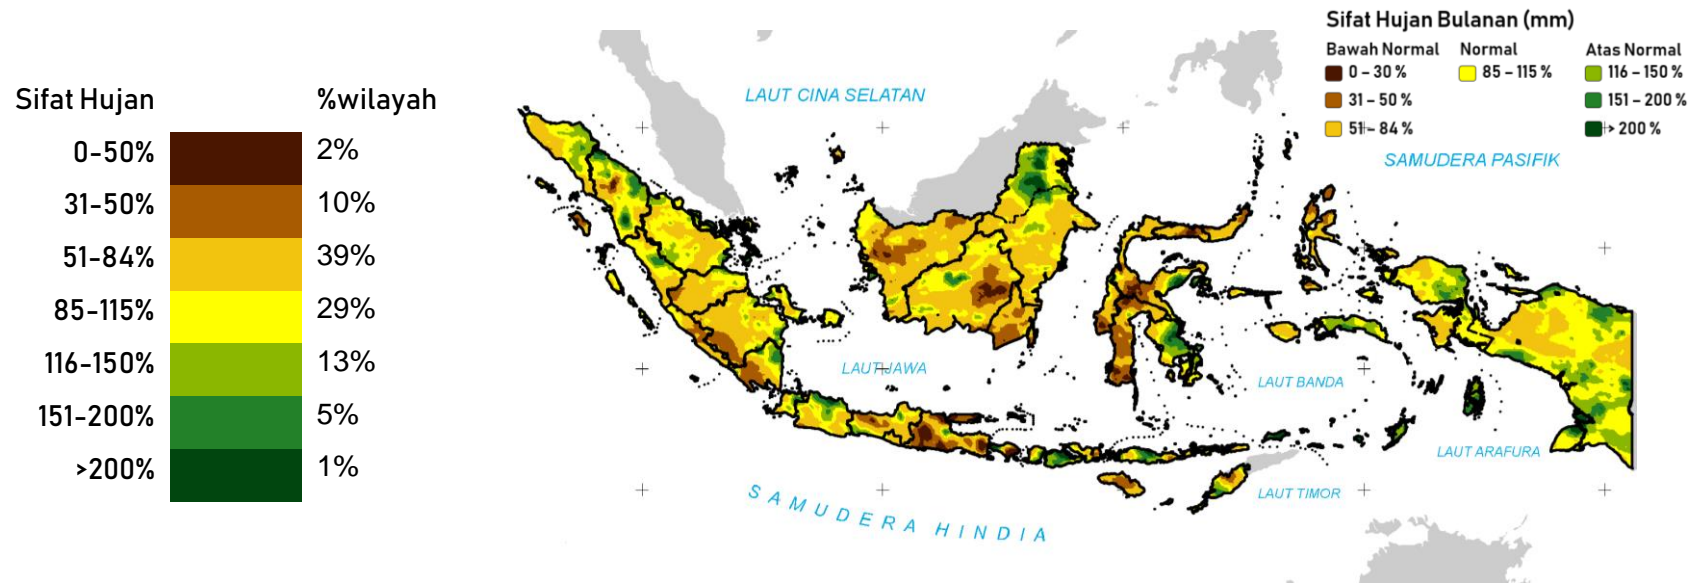 Sifat Hujan %wilayah
0-50% 2%
31-50% 10%
51-84% 39%
85-115% 29%
116-150% 13%
151-200% 5%
>200% 1%
Sifat Hujan Bulanan (mm)
Bawah Normal Normal Atas Normal
0 – 30 % 85 – 115 % 116 – 150 %
31 – 50 % 151 – 200 %
51 – 84 % > 200 %
LAUT CINA SELATAN
SAMUDERA PASIFIK
LAUT JAWA
LAUT BANDA
LAUT ARAFURA
LAUT TIMOR
SAMUDERA HINDIA